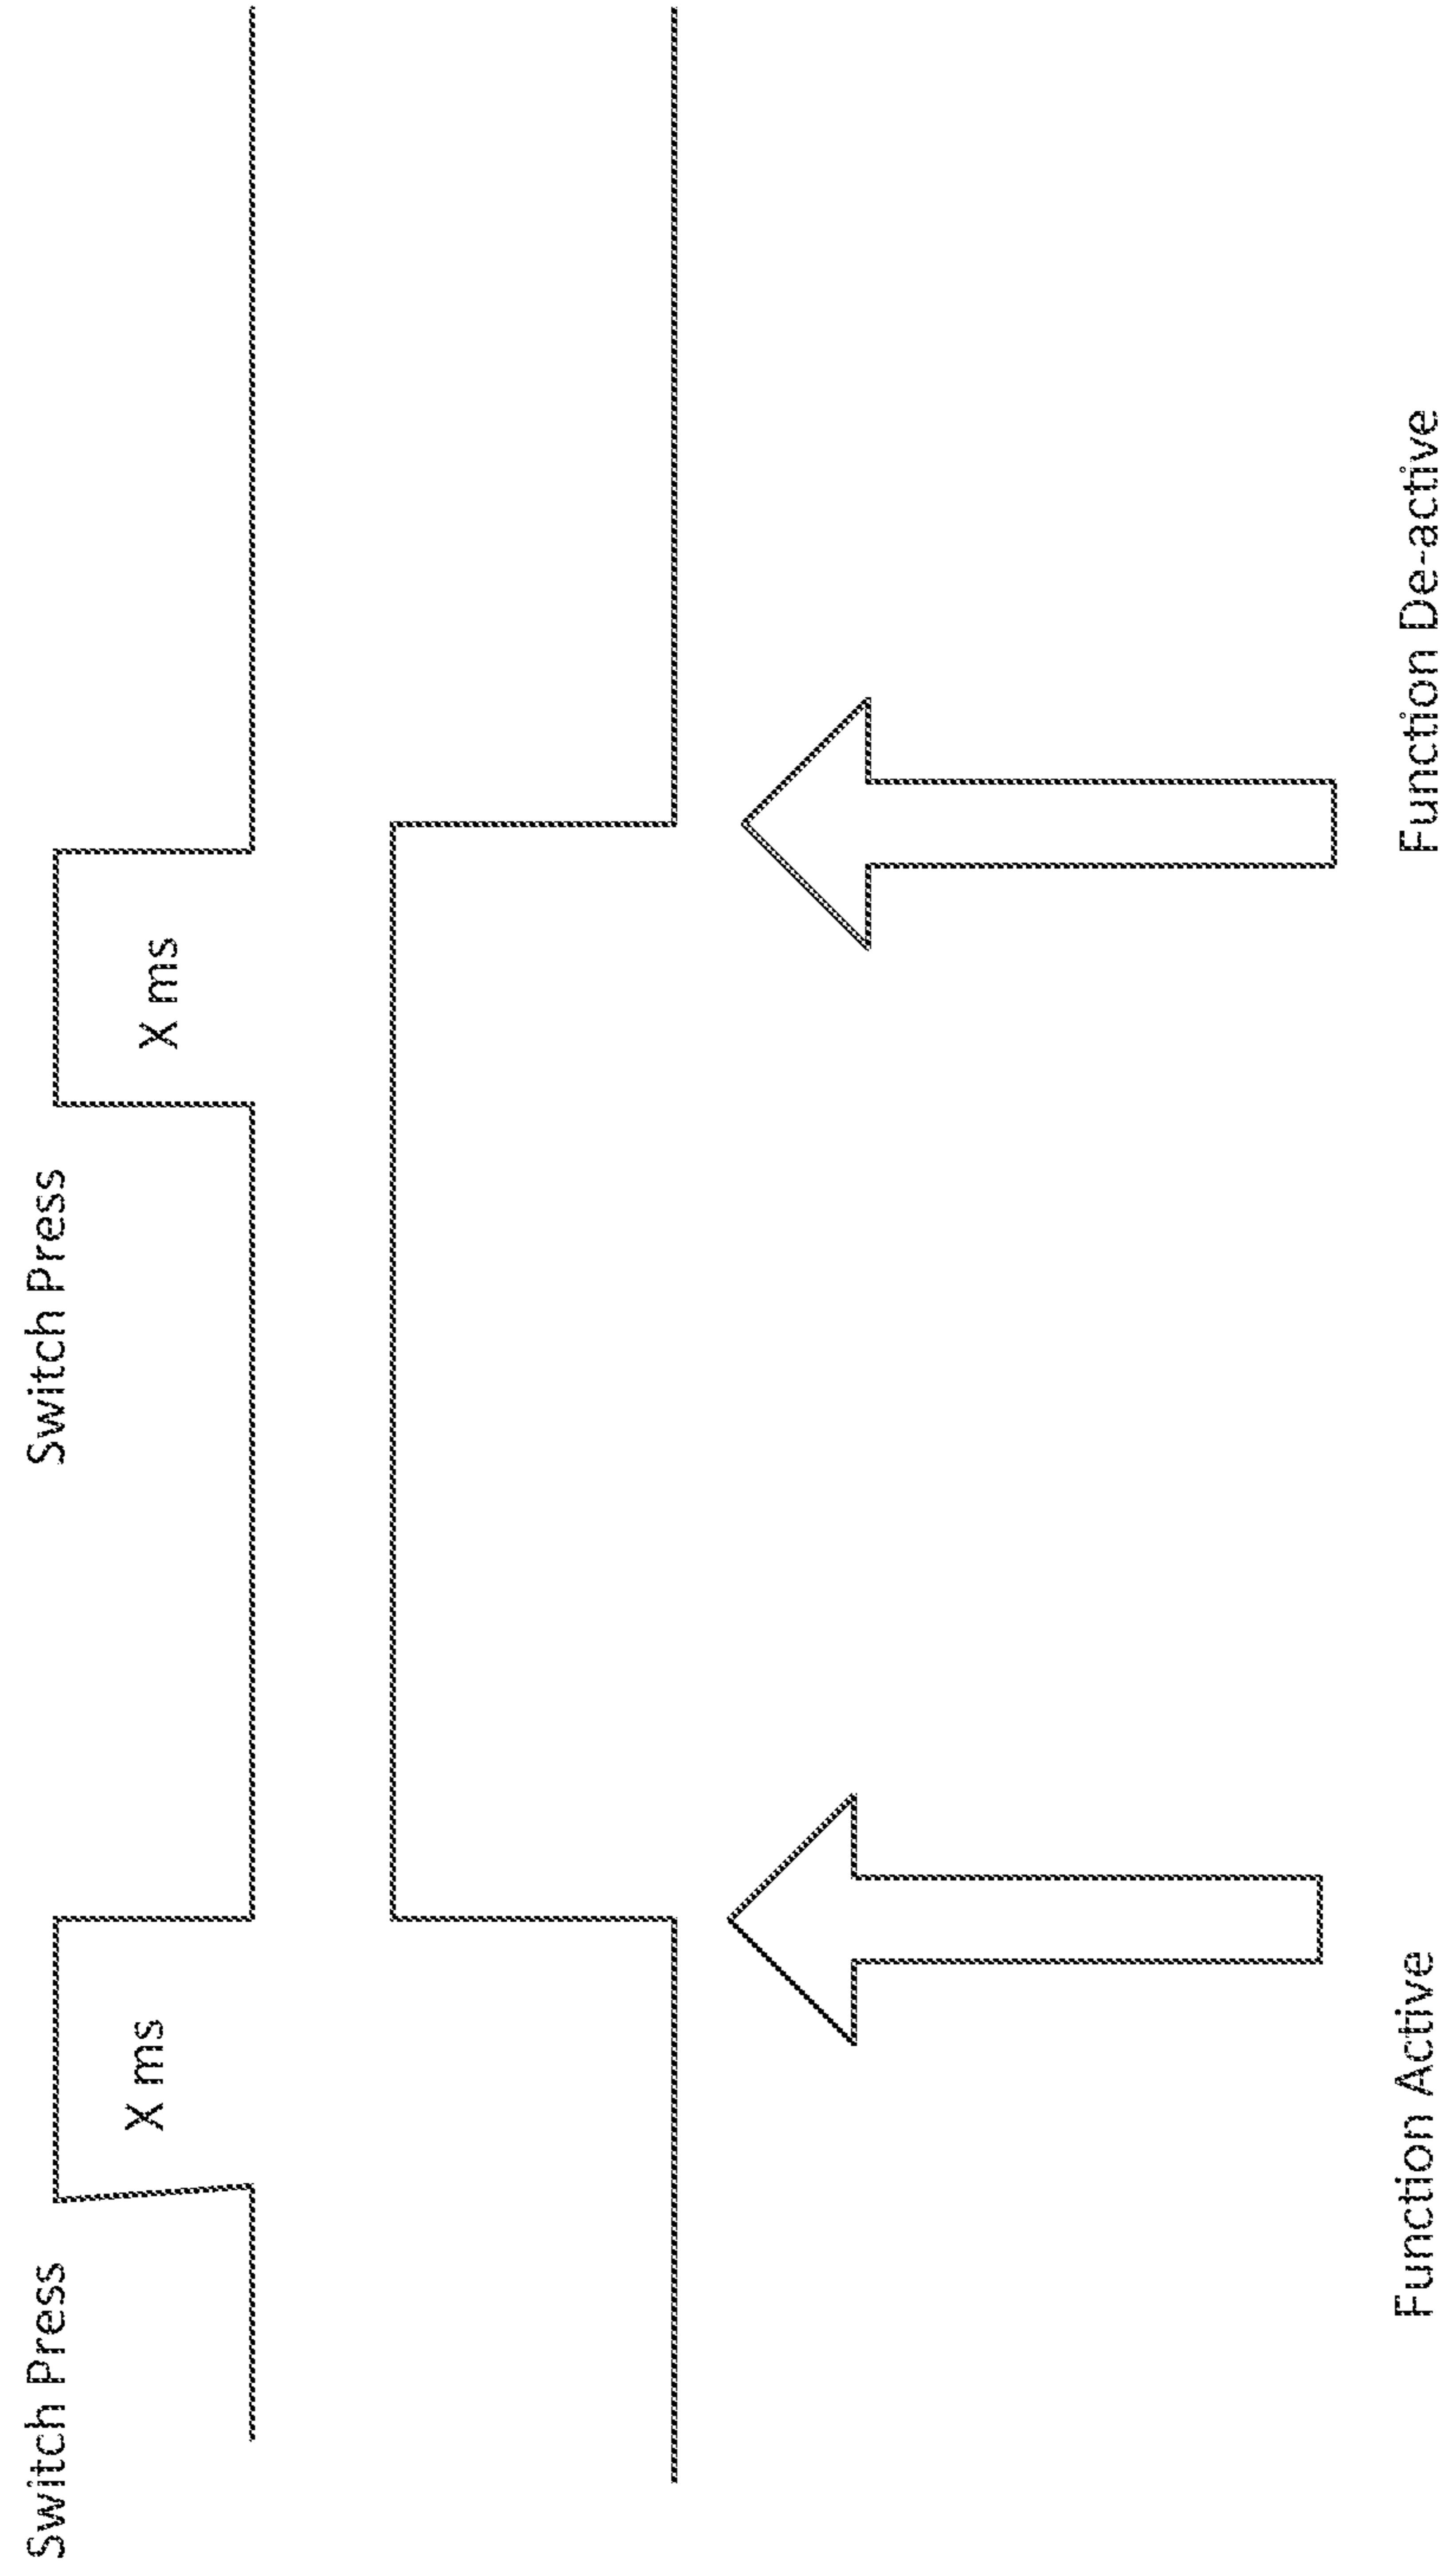 Switch Press
Switch Press
X ms
X ms
Function Active
Function De-active